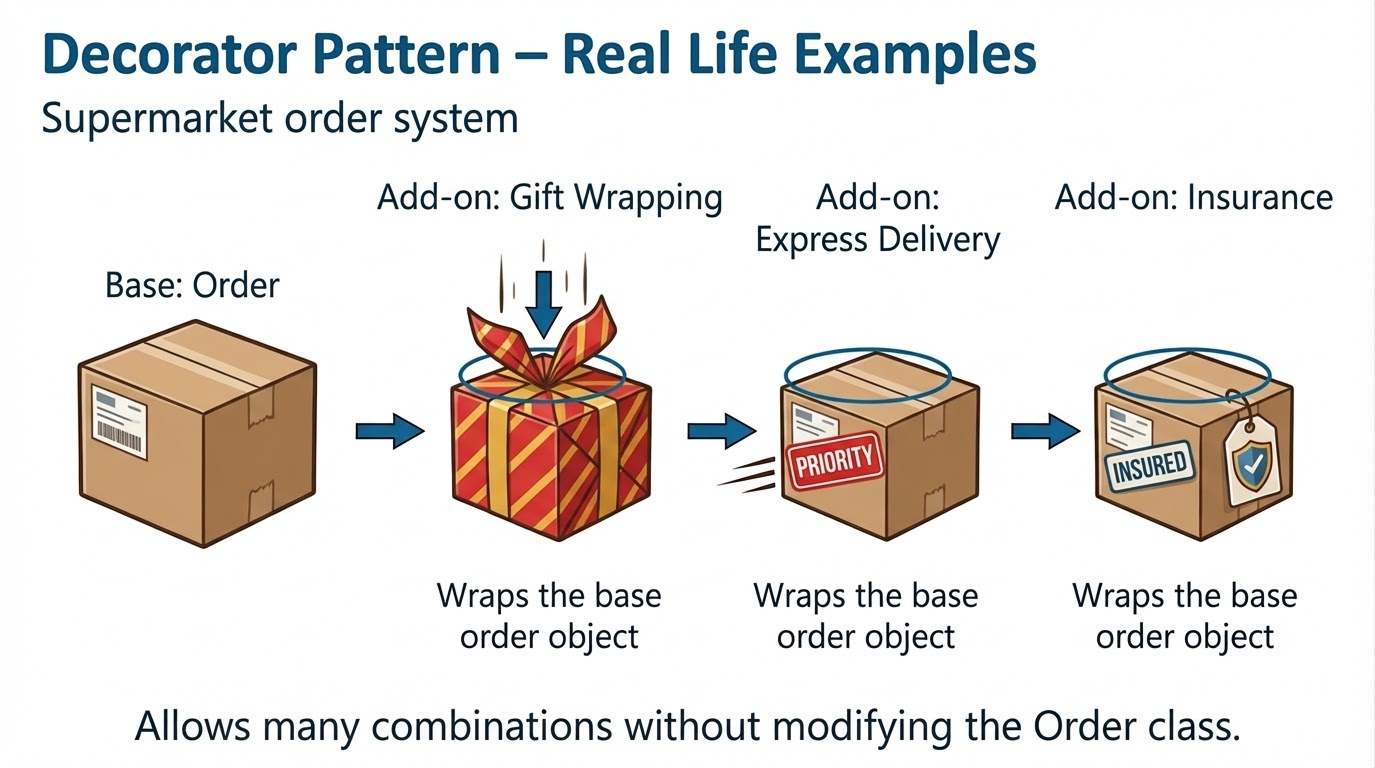 Decorator Pattern – Real Life Examples
Supermarket order system
Base: Order
Add-on: Gift Wrapping
Add-on:
Express Delivery
Add-on: Insurance
PRIORITY
INSURED
Wraps the base
order object
Wraps the base
order object
Wraps the base
order object
Allows many combinations without modifying the Order class.